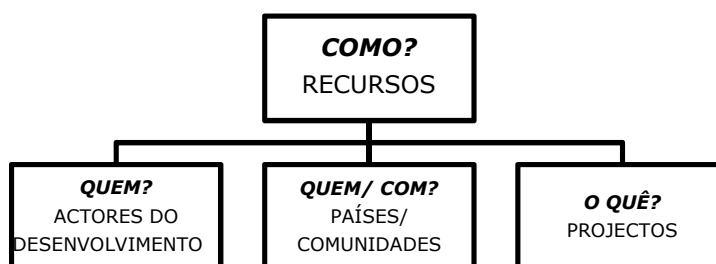 COMO?
RECURSOS
QUEM?
ACTORES DO
DESENVOLVIMENTO
QUEM/ COM?
PAÍSES/
COMUNIDADES
O QUÊ?
PROJECTOS